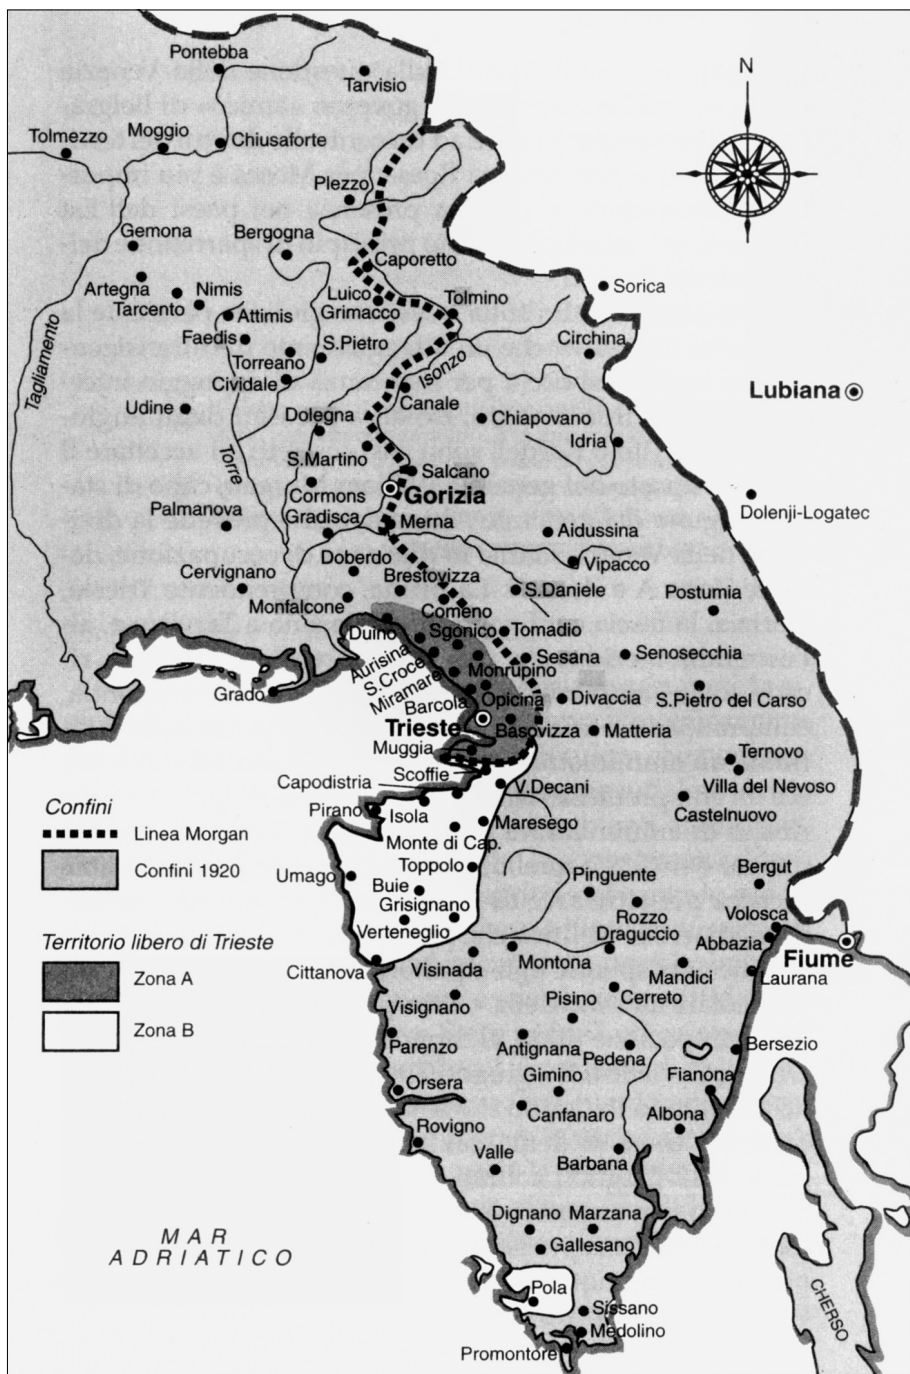 Pontebba
Tarvisio
N
Tolmezzo
Moggio
Chiusaforte
Plezzo
Gemona
Bergogna
Caporetto
Artegna
Nimis
Tarcento
Luico
Tolmino
Sorica
Attimis
Grimacco
Tagliamento
Faedis
S.Pietro
Circhina
Torreano
Cividale
Isonzo
Lubiana
Udine
Dolegna
Canale
Chiapovano
Idria
Torre
S.Martino
Salcano
Cormons
Gorizia
Palmanova
Gradisca
Merna
Dolenji-Logatec
Aidussina
Cervignano
Doberdo
Brestovizza
Vipacco
S.Daniele
Postumia
Monfalcone
Comeno
Duino
Sgonico
Tomadio
Aurisina
S.Croce
Sesana
Senosecchia
Miramare
Monrupino
Grado
Barcola
Opicina
Divaccia
S.Pietro del Carso
Trieste
Basovizza
Matteria
Muggia
Ternovo
Scoffie
Capodistria
V.Decani
Villa del Nevoso
Confini
Pirano
Isola
Castelnuovo
Linea Morgan
Maresego
Monte di Cap.
Confini 1920
Toppolo
Bergut
Umago
Buie
Pinguente
Grisignano
Rozzo
Volosca
Verteneglio
Draguccio
Abbazia
Territorio libero di Trieste
Fiume
Cittanova
Visinada
Montona
Mandici
Laurana
Zona A
Visignano
Pisino
Cerreto
Zona B
Parenzo
Antignana
Pedena
Bersezio
Orsera
Gimino
Fianona
Canfanaro
Albona
Rovigno
Valle
Barbana
MAR
ADRIATICO
Dignano
Marzana
Gallesano
Pola
CHERSO
Sissano
Medolino
Promontore